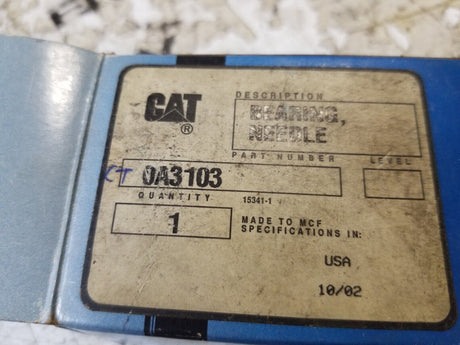 CAT
®
DESCRIPTION
BEARING,
NEEDLE
PART NUMBER LEVEL
CT 0A3103
QUANTITY 15341-1
1
MADE TO MCF
SPECIFICATIONS IN:
USA
10/02